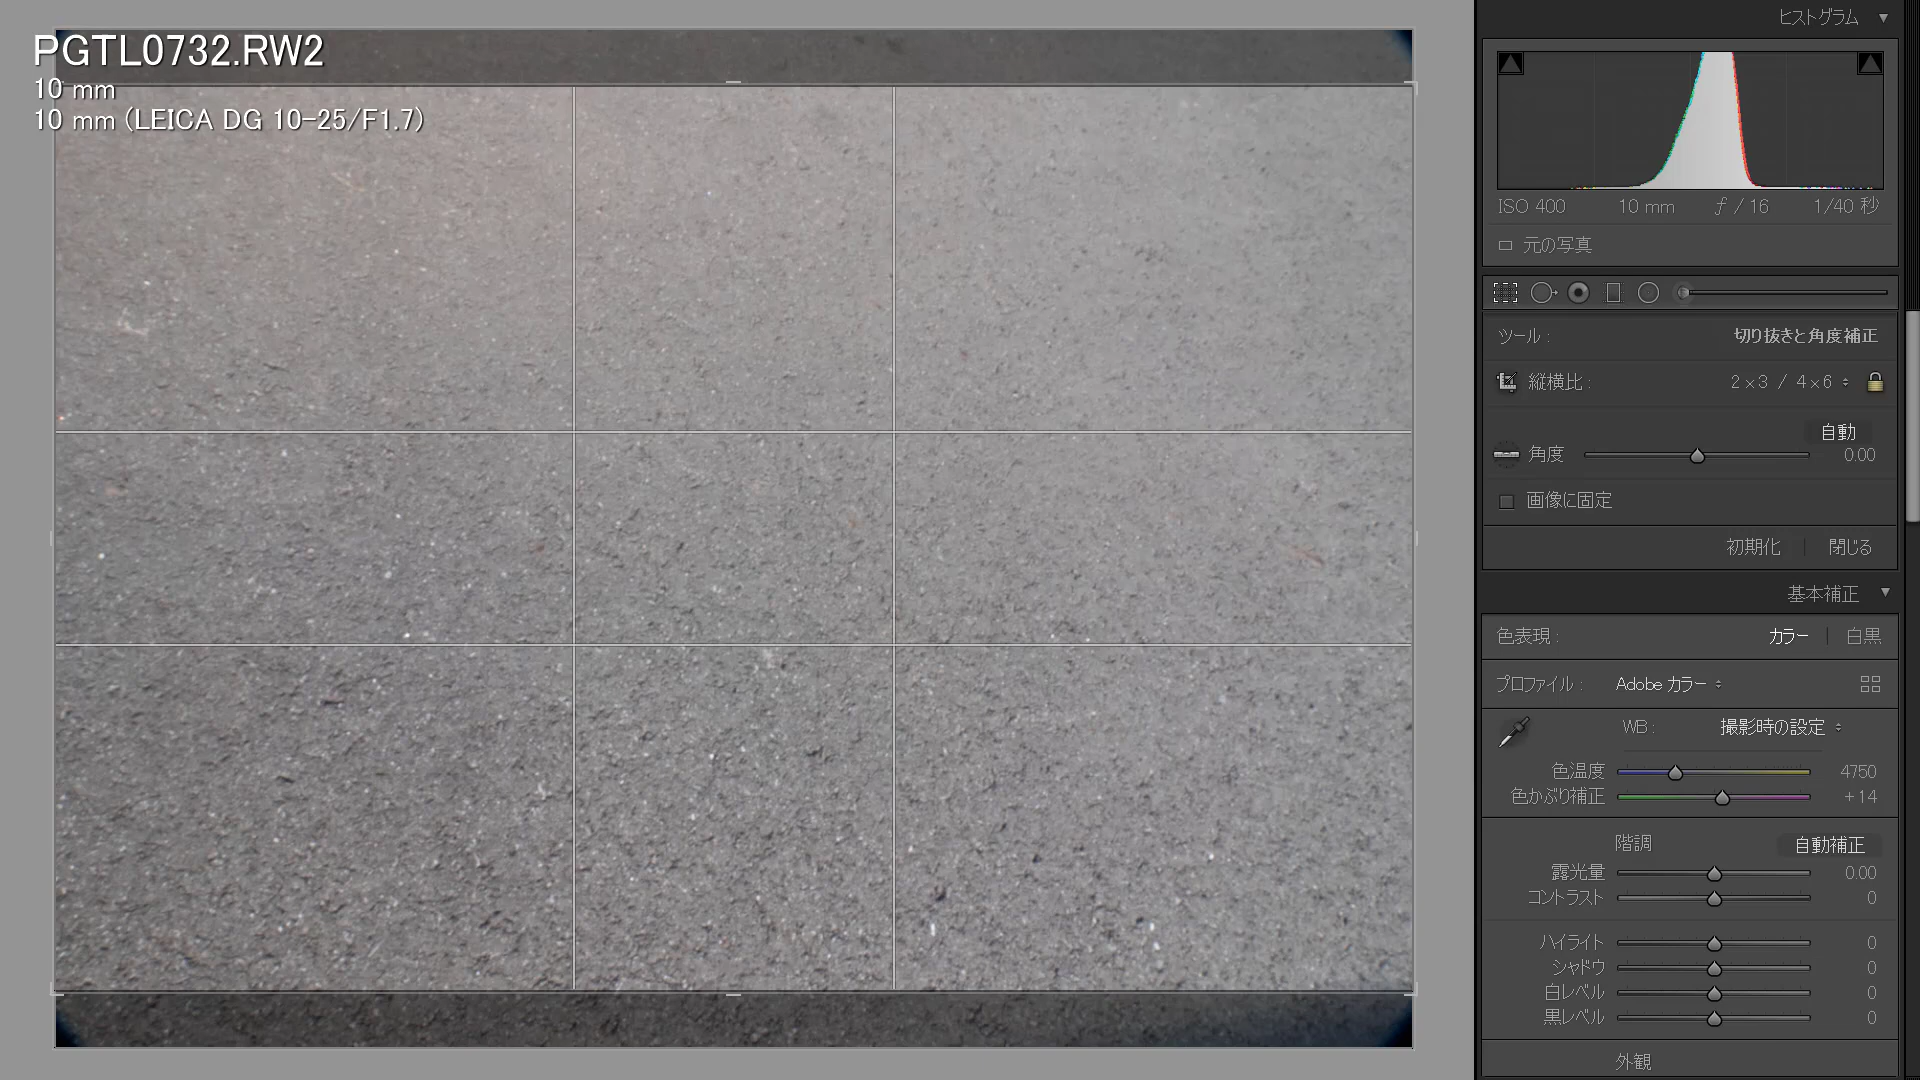 PGTL0732.RW2
10 mm
10 mm (LEICA DG 10-25/F1.7)
ヒストグラム
ISO 400 10 mm ƒ / 16 1/40 秒
元の写真
ツール : 切り抜きと角度補正
縦横比 : 2 x 3 / 4 x 6
自動
角度 0.00
画像に固定
初期化 閉じる
基本補正
色表現 : カラー 白黒
プロファイル : Adobe カラー
WB : 撮影時の設定
色温度 4750
色かぶり補正 + 14
階調 自動補正
露光量 0.00
コントラスト 0
ハイライト 0
シャドウ 0
白レベル 0
黒レベル 0
外観